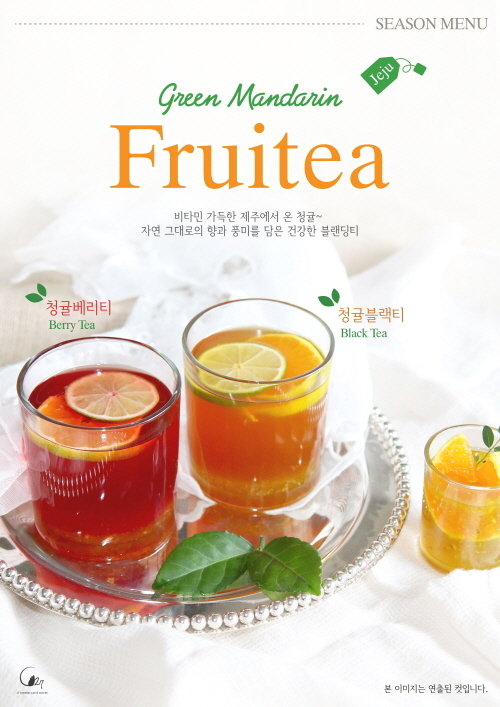 SEASON MENU
Jeju
Green Mandarin
Fruitea
비타민 가득한 제주에서 온 청귤~
자연 그대로의 향과 풍미를 담은 건강한 블랜딩티
청귤베리티
Berry Tea
청귤블랙티
Black Tea
본 이미지는 연출된 컷입니다.